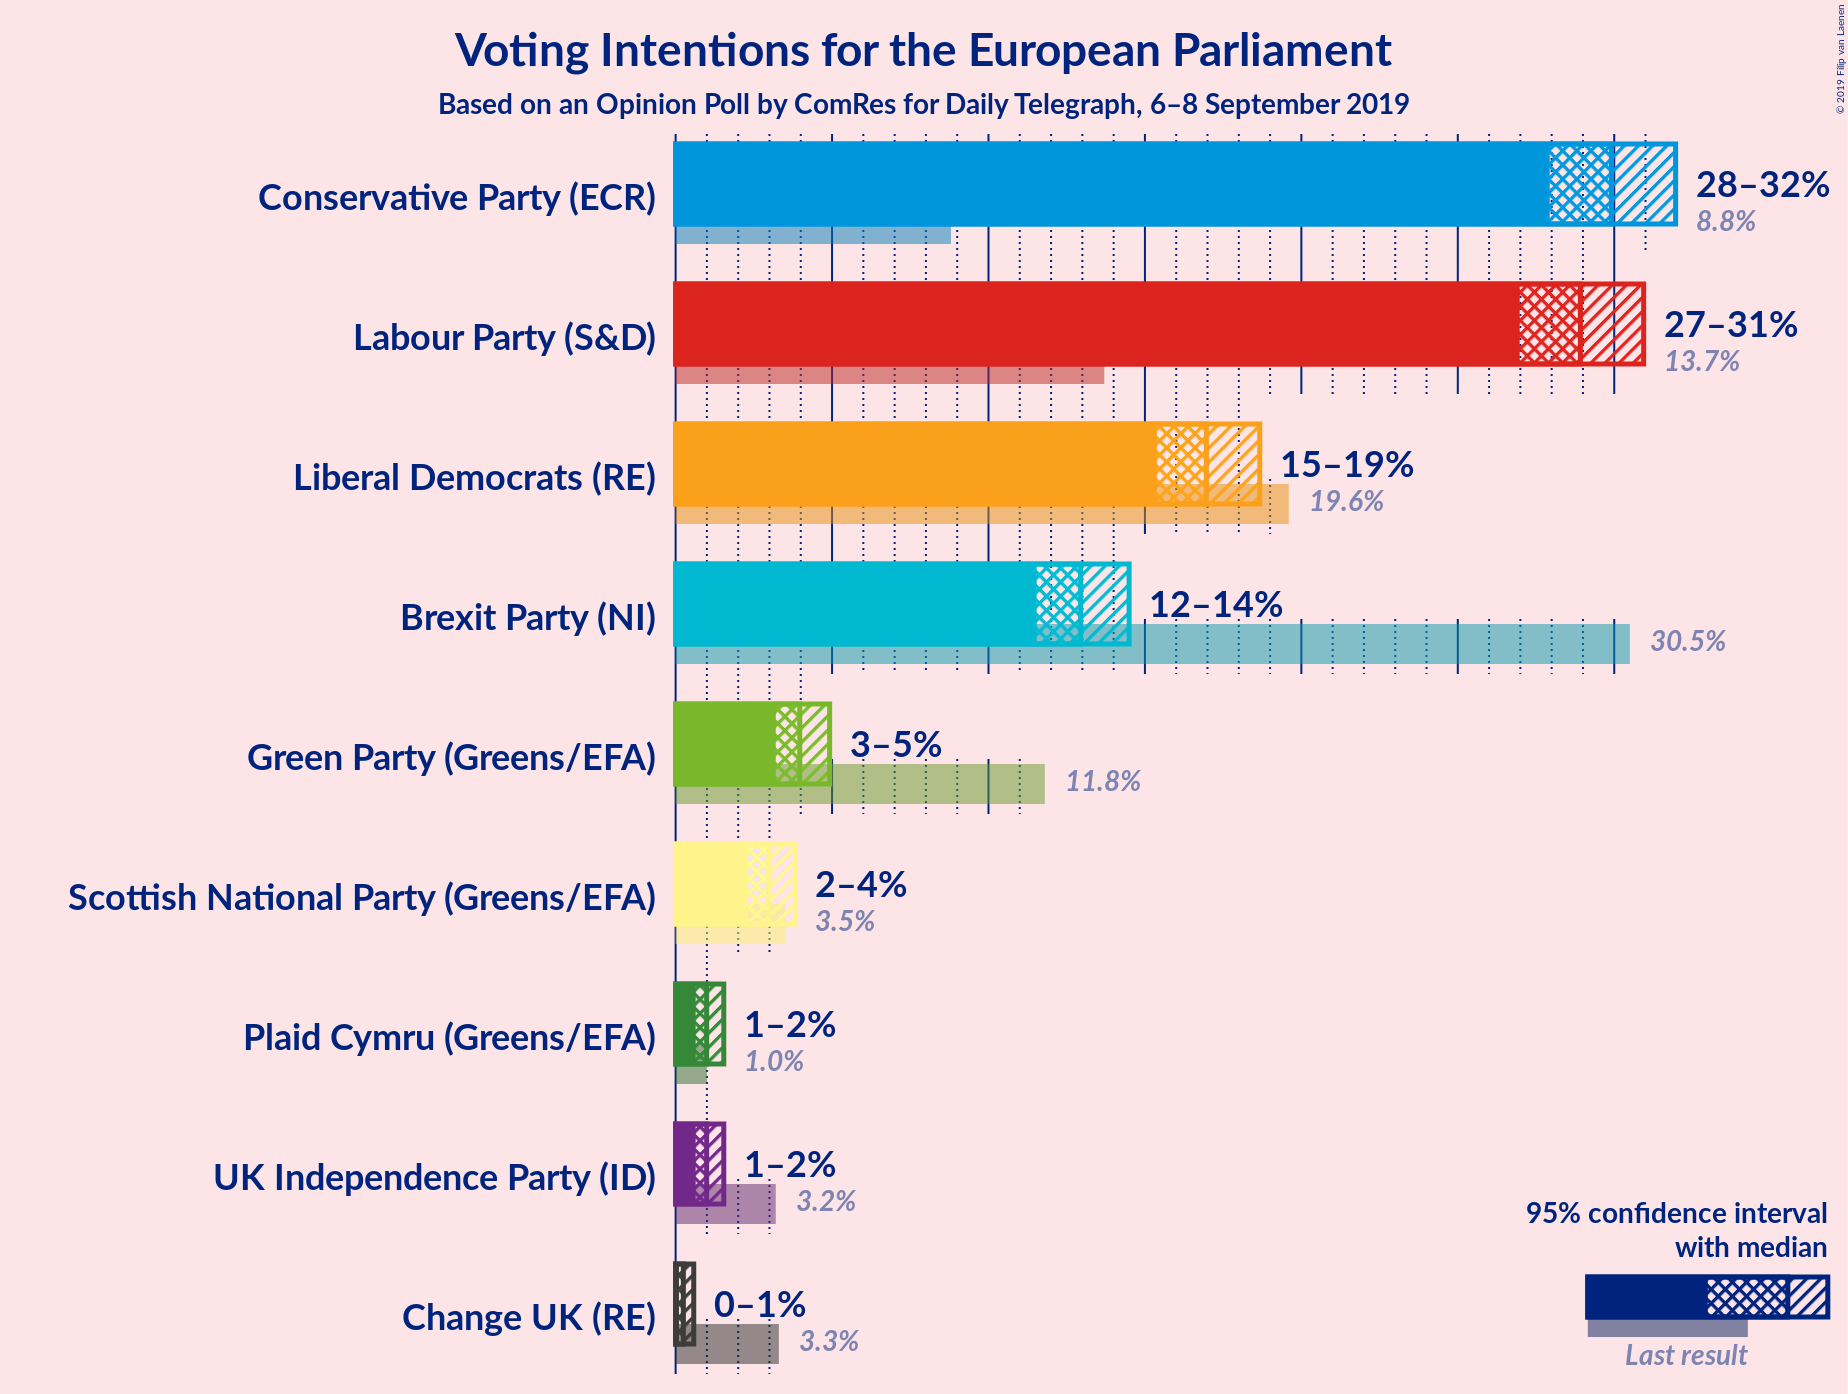 Voting Intentions for the European Parliament
Based on an Opinion Poll by ComRes for Daily Telegraph, 6–8 September 2019
© 2019 Filip van Laenen
Conservative Party (ECR)
28–32%
8.8%
Labour Party (S&D)
27–31%
13.7%
Liberal Democrats (RE)
15–19%
19.6%
Brexit Party (NI)
12–14%
30.5%
Green Party (Greens/EFA)
3–5%
11.8%
Scottish National Party (Greens/EFA)
2–4%
3.5%
Plaid Cymru (Greens/EFA)
1–2%
1.0%
UK Independence Party (ID)
1–2%
3.2%
Change UK (RE)
0–1%
3.3%
95% confidence interval
with median
Last result